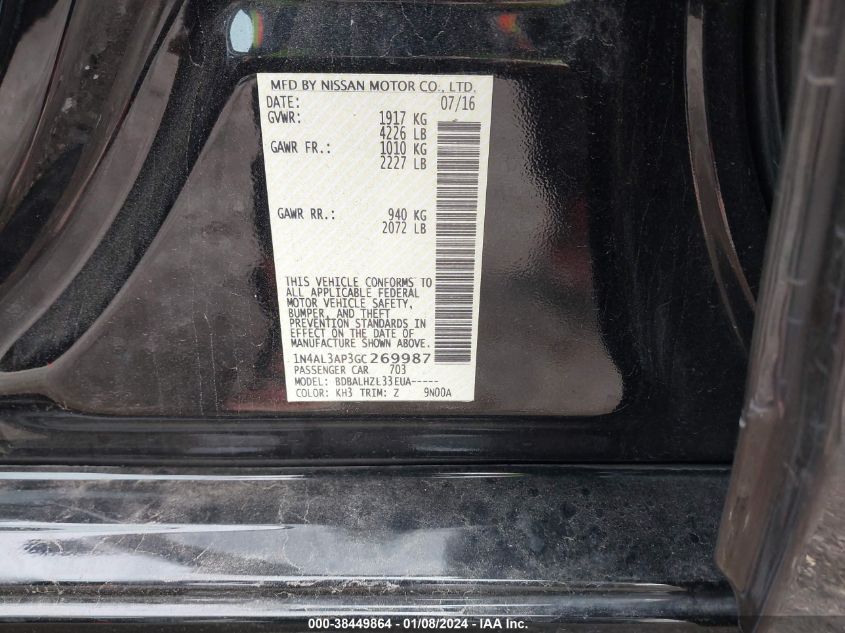 MFD BY NISSAN MOTOR CO., LTD.
DATE: 07/16
GVWR: 1917 KG
4226 LB
GAWR FR.: 1010 KG
2227 LB
GAWR RR.: 940 KG
2072 LB
THIS VEHICLE CONFORMS TO
ALL APPLICABLE FEDERAL
MOTOR VEHICLE SAFETY,
BUMPER, AND THEFT
PREVENTION STANDARDS IN
EFFECT ON THE DATE OF
MANUFACTURE SHOWN ABOVE.
1N4AL3AP3GC269987
PASSENGER CAR 703
MODEL: BDBALHZL33EUA-----
COLOR: KH3 TRIM: Z 9N00A
000-38449864 - 01/08/2024 - IAA Inc.